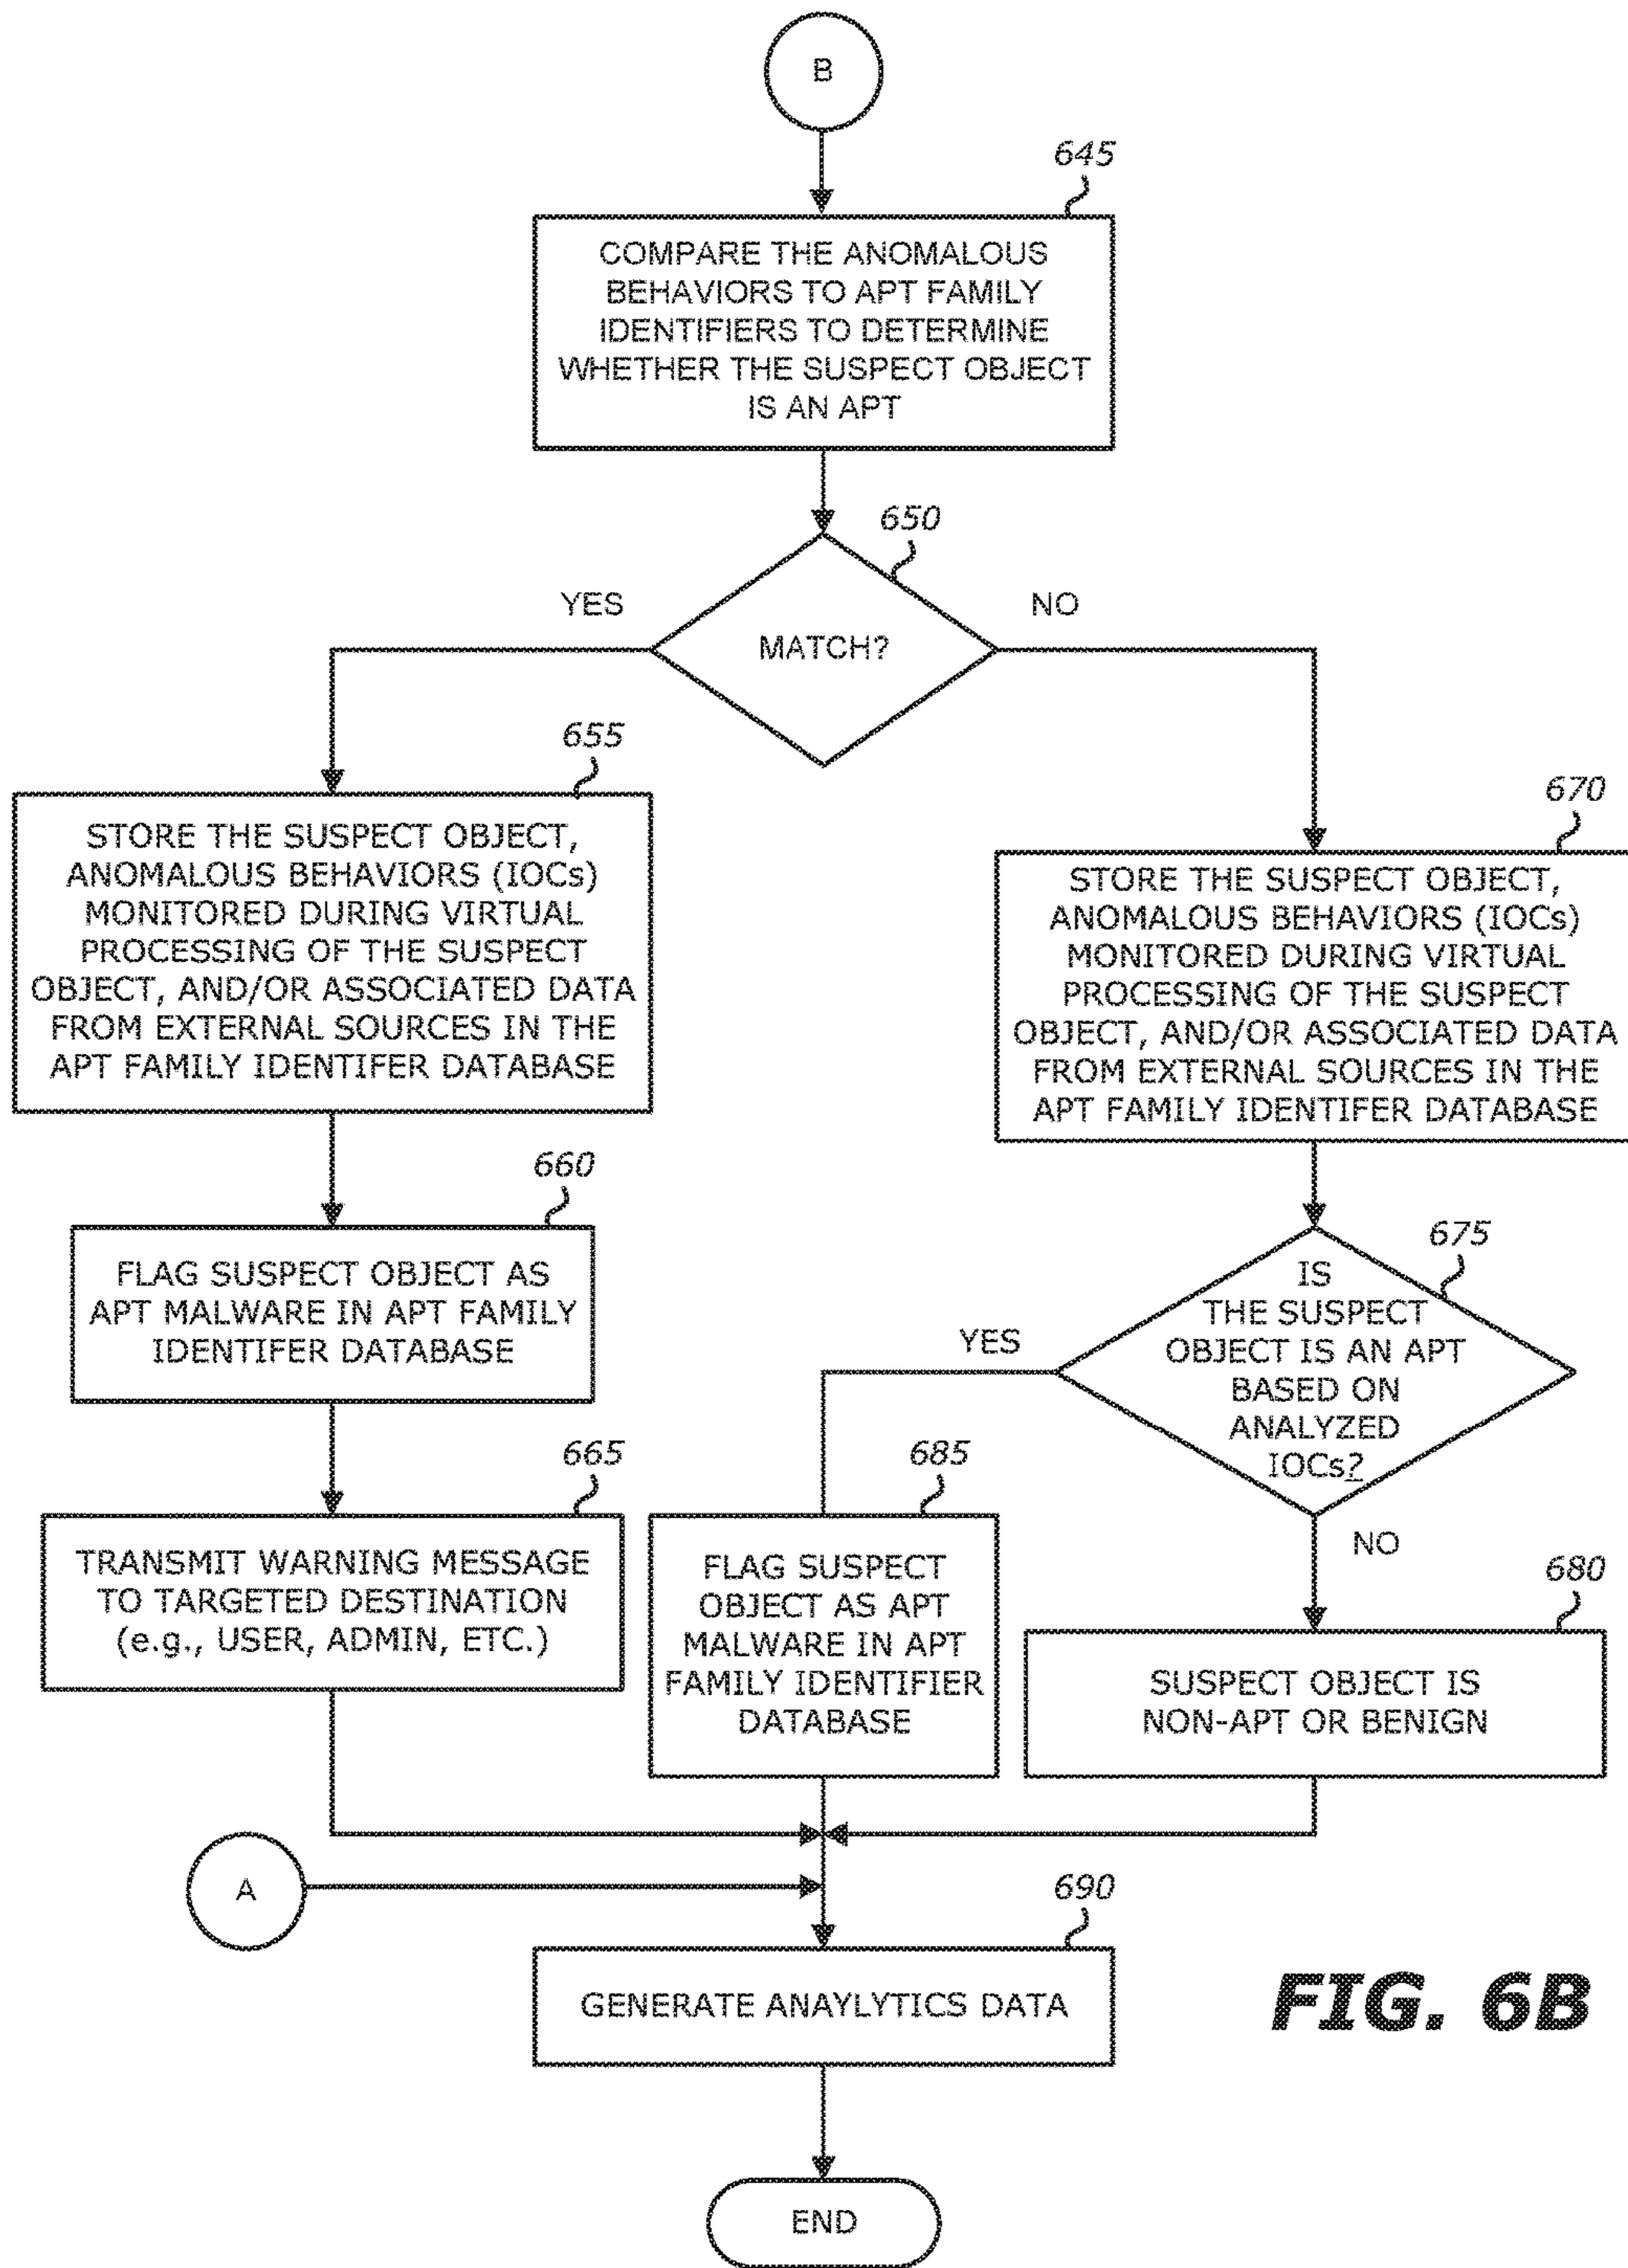 B
645
COMPARE THE ANOMALOUS
BEHAVIORS TO APT FAMILY
IDENTIFIERS TO DETERMINE
WHETHER THE SUSPECT OBJECT
IS AN APT
650
YES
NO
MATCH?
655
STORE THE SUSPECT OBJECT,
ANOMALOUS BEHAVIORS (IOCs)
MONITORED DURING VIRTUAL
PROCESSING OF THE SUSPECT
OBJECT, AND/OR ASSOCIATED DATA
FROM EXTERNAL SOURCES IN THE
APT FAMILY IDENTIFER DATABASE
670
STORE THE SUSPECT OBJECT,
ANOMALOUS BEHAVIORS (IOCs)
MONITORED DURING VIRTUAL
PROCESSING OF THE SUSPECT
OBJECT, AND/OR ASSOCIATED DATA
FROM EXTERNAL SOURCES IN THE
APT FAMILY IDENTIFER DATABASE
660
FLAG SUSPECT OBJECT AS
APT MALWARE IN APT FAMILY
IDENTIFER DATABASE
675
IS
THE SUSPECT
OBJECT IS AN APT
BASED ON
ANALYZED
IOCs?
YES
NO
665
TRANSMIT WARNING MESSAGE
TO TARGETED DESTINATION
(e.g., USER, ADMIN, ETC.)
685
FLAG SUSPECT
OBJECT AS APT
MALWARE IN APT
FAMILY IDENTIFIER
DATABASE
680
SUSPECT OBJECT IS
NON-APT OR BENIGN
A
690
GENERATE ANAYLYTICS DATA
FIG. 6B
END